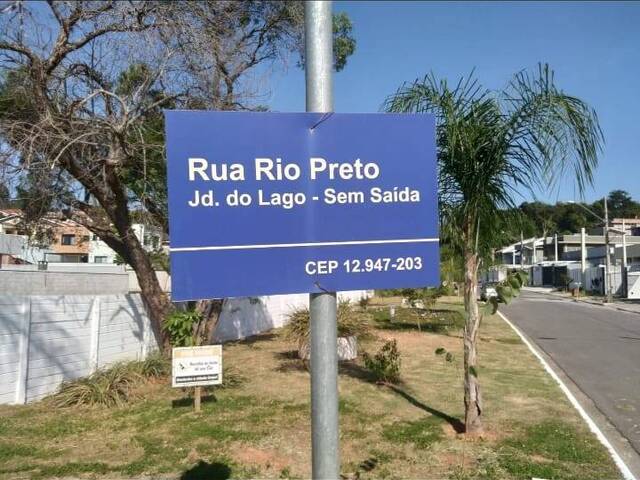 Rua Rio Preto
Jd. do Lago - Sem Saída
CEP 12.947-203